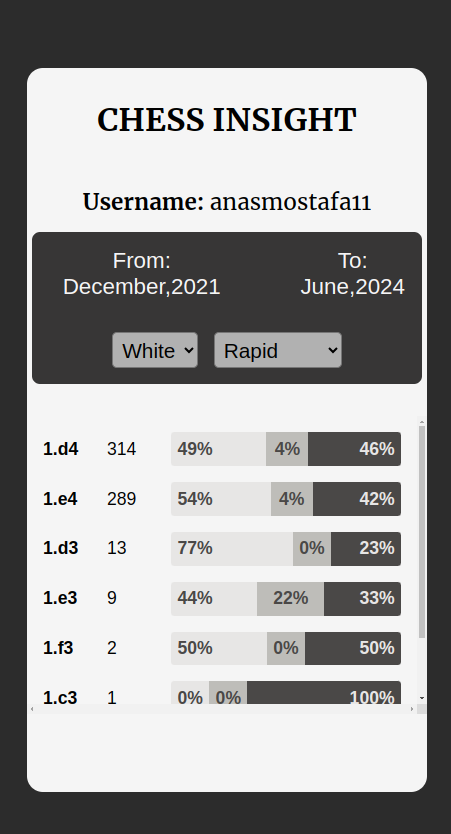 CHESS INSIGHT
Username: anasmostafa11
From: To:
December,2021 June,2024
White Rapid
1.d4 314 49% 4% 46%
1.e4 289 54% 4% 42%
1.d3 13 77% 0% 23%
1.e3 9 44% 22% 33%
1.f3 2 50% 0% 50%
1.c3 1 0% 0% 100%